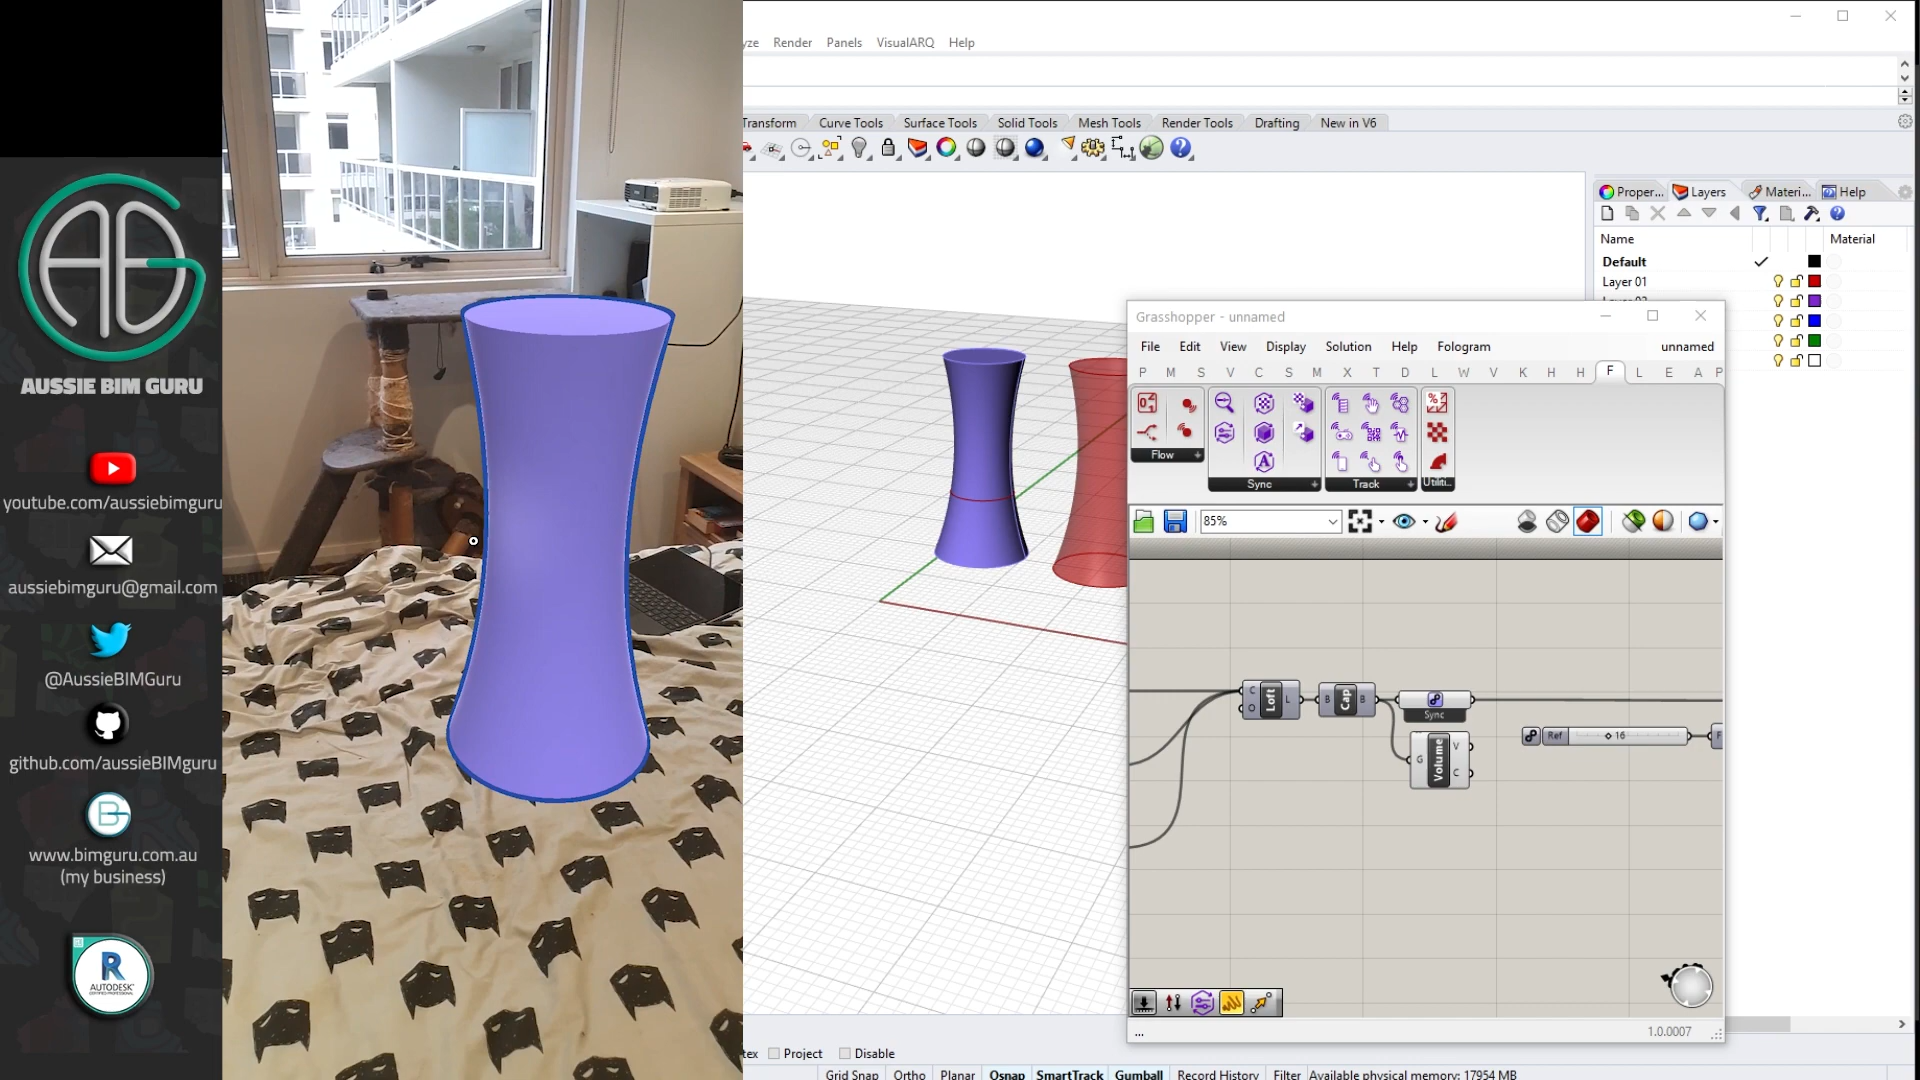 AUSSIE BIM GURU
youtube.com/aussiebimguru
aussiebimguru@gmail.com
@AussieBIMGuru
github.com/aussieBIMguru
www.bimguru.com.au
(my business)
R
AUTODESK
yze Render Panels VisualARQ Help
Transform Curve Tools Surface Tools Solid Tools Mesh Tools Render Tools Drafting New in V6
Proper... Layers Materi... Help
Name Material
Default
Layer 01
Grasshopper - unnamed
File Edit View Display Solution Help Fologram unnamed
P M S V C S M X T D L W V K H H F L E A P
Flow Sync Track Utiliti...
85%
C O Loft L B Cap B
Sync
G Volume V C
Ref 16 F
... 1.0.0007
tex Project Disable
Grid Snap Ortho Planar Osnap SmartTrack Gumball Record History Filter Available physical memory: 17954 MB